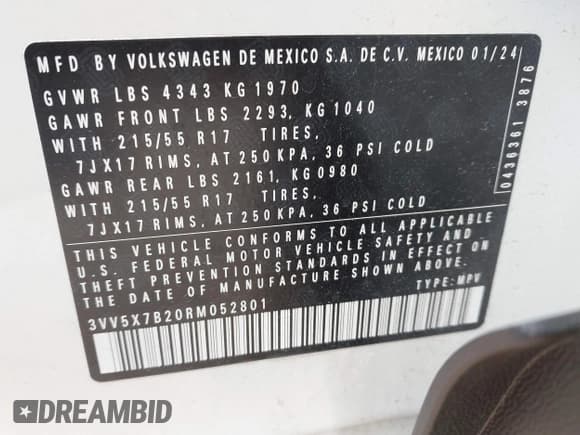 MFD BY VOLKSWAGEN DE MEXICO S.A. DE C.V. MEXICO 01/24
GVWR LBS 4343 KG 1970
GAWR FRONT LBS 2293, KG 1040
WITH 215/55 R17 TIRES,
7JX17 RIMS, AT 250 KPA, 36 PSI COLD
GAWR REAR LBS 2161, KG 0980
WITH 215/55 R17 TIRES,
7JX17 RIMS, AT 250 KPA, 36 PSI COLD
THIS VEHICLE CONFORMS TO ALL APPLICABLE
U.S. FEDERAL MOTOR VEHICLE SAFETY AND
THEFT PREVENTION STANDARDS IN EFFECT ON
THE DATE OF MANUFACTURE SHOWN ABOVE.
TYPE: MPV
3VV5X7B20RM052801
0436361 3876
DREAMBID